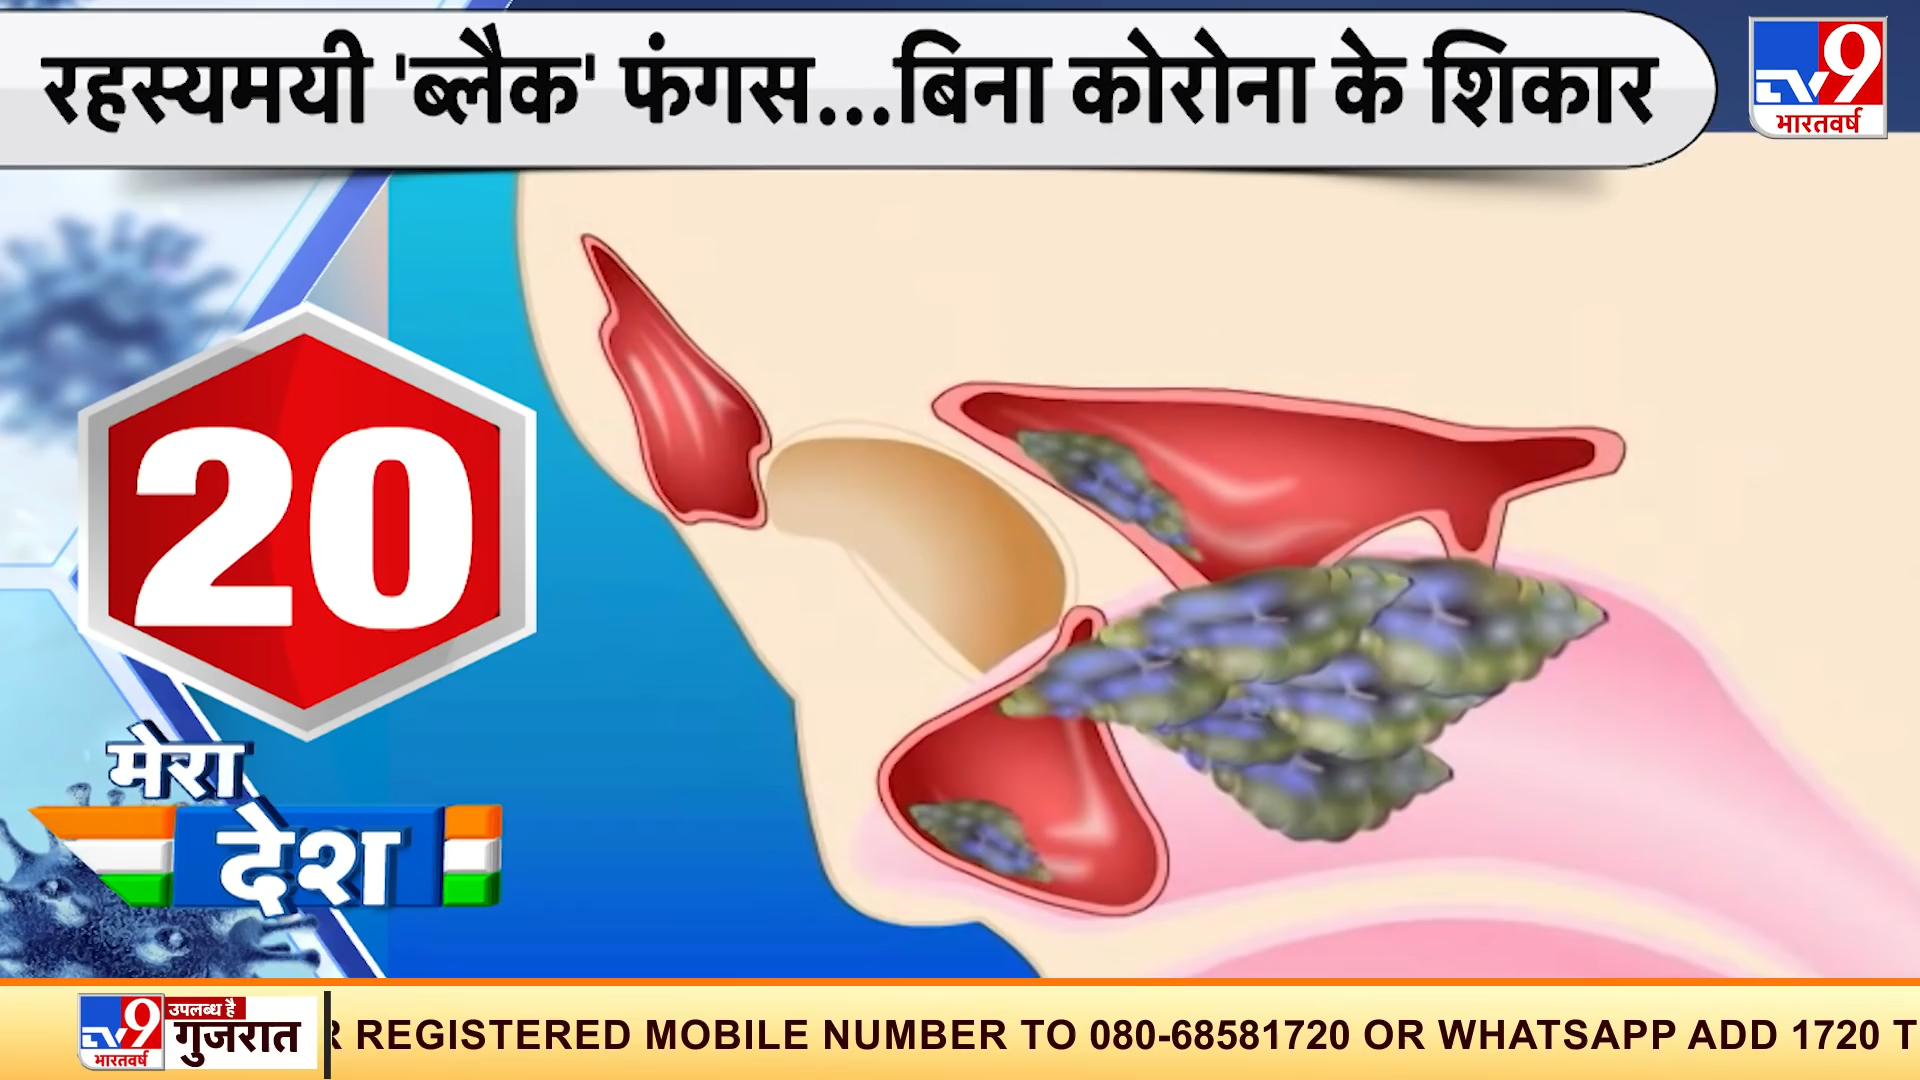 रहस्यमयी 'ब्लैक' फंगस...बिना कोरोना के शिकार
TV9
भारतवर्ष
20
मेरा
देश
TV9
भारतवर्ष
उपलब्ध है
गुजरात
R REGISTERED MOBILE NUMBER TO 080-68581720 OR WHATSAPP ADD 1720 T